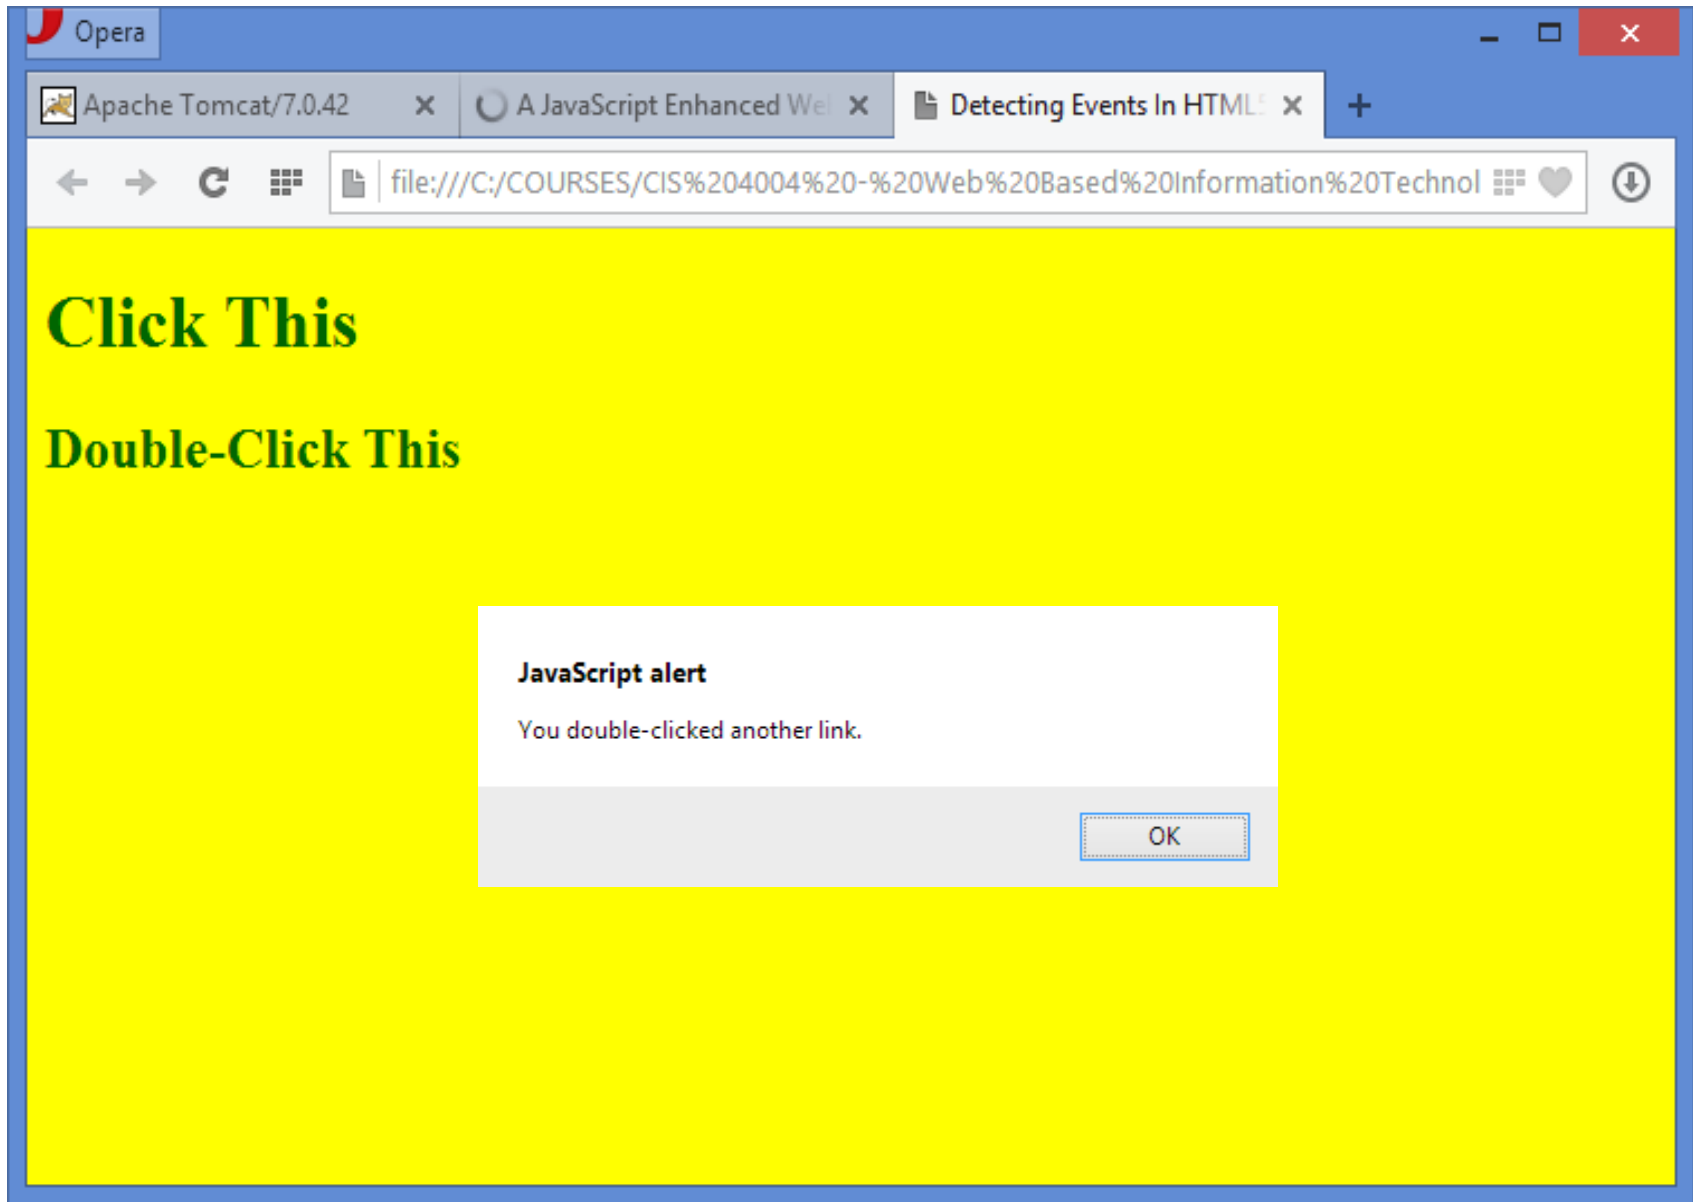 Opera
Apache Tomcat/7.0.42
A JavaScript Enhanced We
Detecting Events In HTML5
file:///C:/COURSES/CIS%204004%20-%20Web%20Based%20Information%20Technol
Click This
Double-Click This
JavaScript alert
You double-clicked another link.
OK